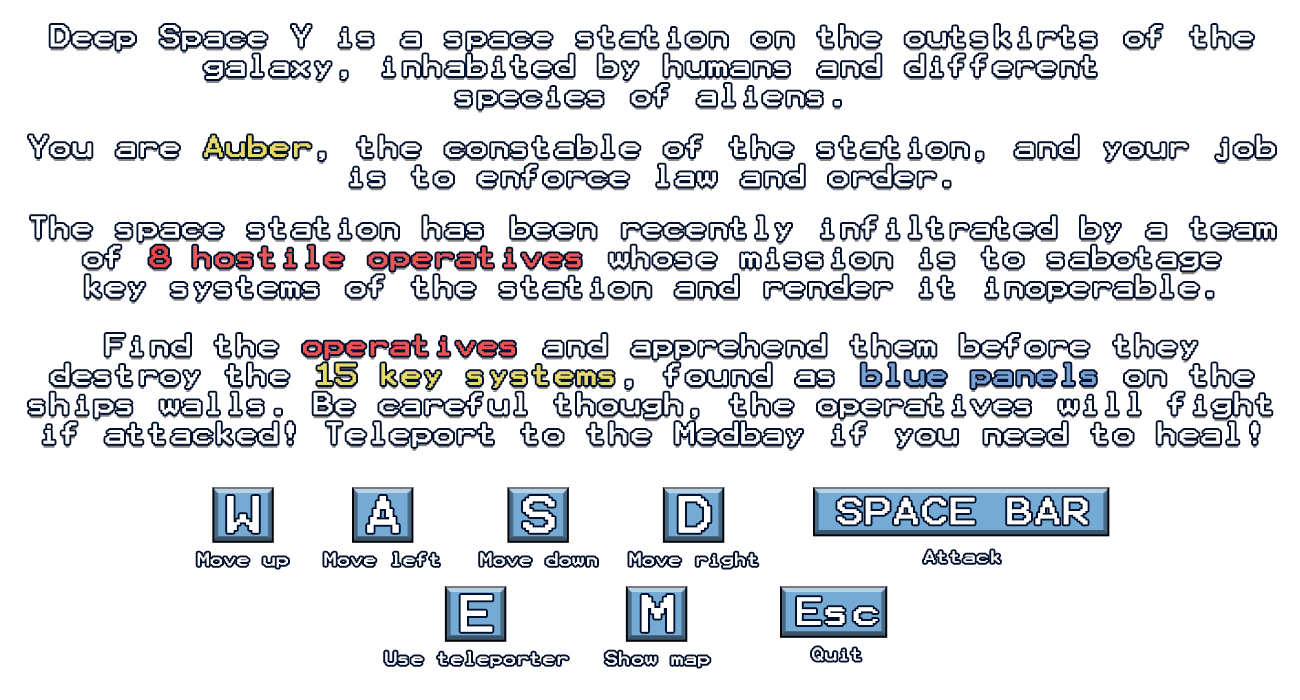 Deep Space Y is a space station on the outskirts of the
galaxy, inhabited by humans and different
species of aliens.
You are Auber, the constable of the station, and your job
is to enforce law and order.
The space station has been recently infiltrated by a team
of 8 hostile operatives whose mission is to sabotage
key systems of the station and render it inoperable.
Find the operatives and apprehend them before they
destroy the 15 key systems, found as blue panels on the
ships walls. Be careful though, the operatives will fight
if attacked! Teleport to the Medbay if you need to heal!
W A S D SPACE BAR
Move up Move left Move down Move right Attack
E M Esc
Use teleporter Show map Quit